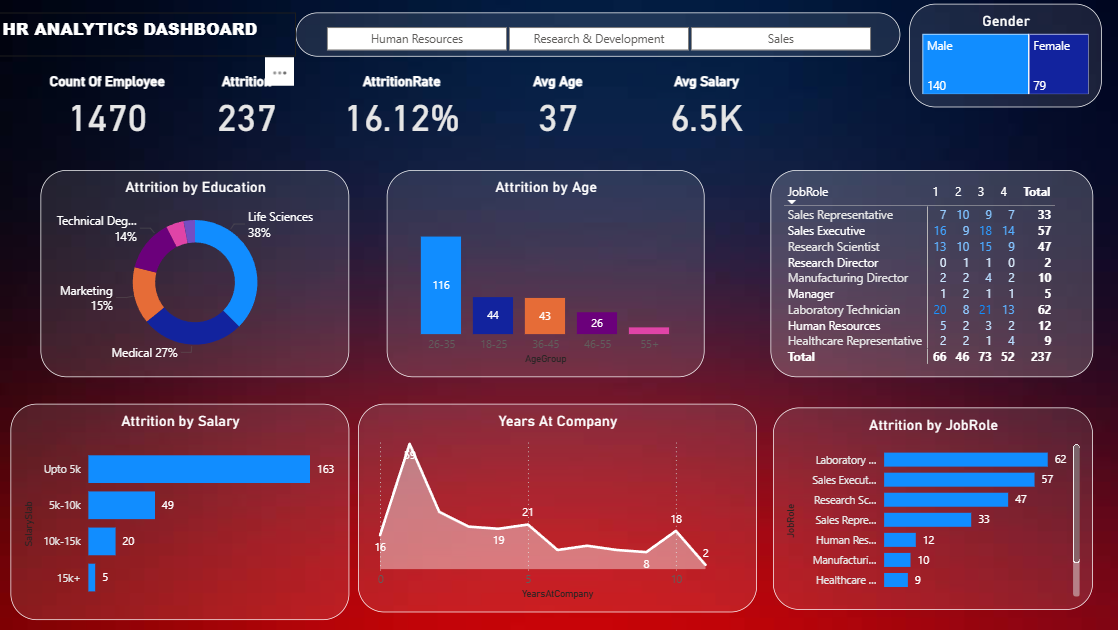 HR ANALYTICS DASHBOARD
Human Resources
Research & Development
Sales
Gender
Male
Female
140
79
Count Of Employee
1470
Attrition
237
AttritionRate
16.12%
Avg Age
37
Avg Salary
6.5K
Attrition by Education
Life Sciences
38%
Technical Deg...
14%
Marketing
15%
Medical 27%
Attrition by Age
116
44
43
26
26-35 18-25 36-45 46-55 55+
AgeGroup
JobRole 1 2 3 4 Total
Sales Representative 7 10 9 7 33
Sales Executive 16 9 18 14 57
Research Scientist 13 10 15 9 47
Research Director 0 1 1 0 2
Manufacturing Director 2 2 4 2 10
Manager 1 2 1 1 5
Laboratory Technician 20 8 21 13 62
Human Resources 5 2 3 2 12
Healthcare Representative 2 2 1 4 9
Total 66 46 73 52 237
Attrition by Salary
SalarySlab
Upto 5k 163
5k-10k 49
10k-15k 20
15k+ 5
Years At Company
59
16
19
21
8
18
2
0 5 10
YearsAtCompany
Attrition by JobRole
JobRole
Laboratory ... 62
Sales Execut... 57
Research Sc... 47
Sales Repre... 33
Human Res... 12
Manufacturi... 10
Healthcare ... 9